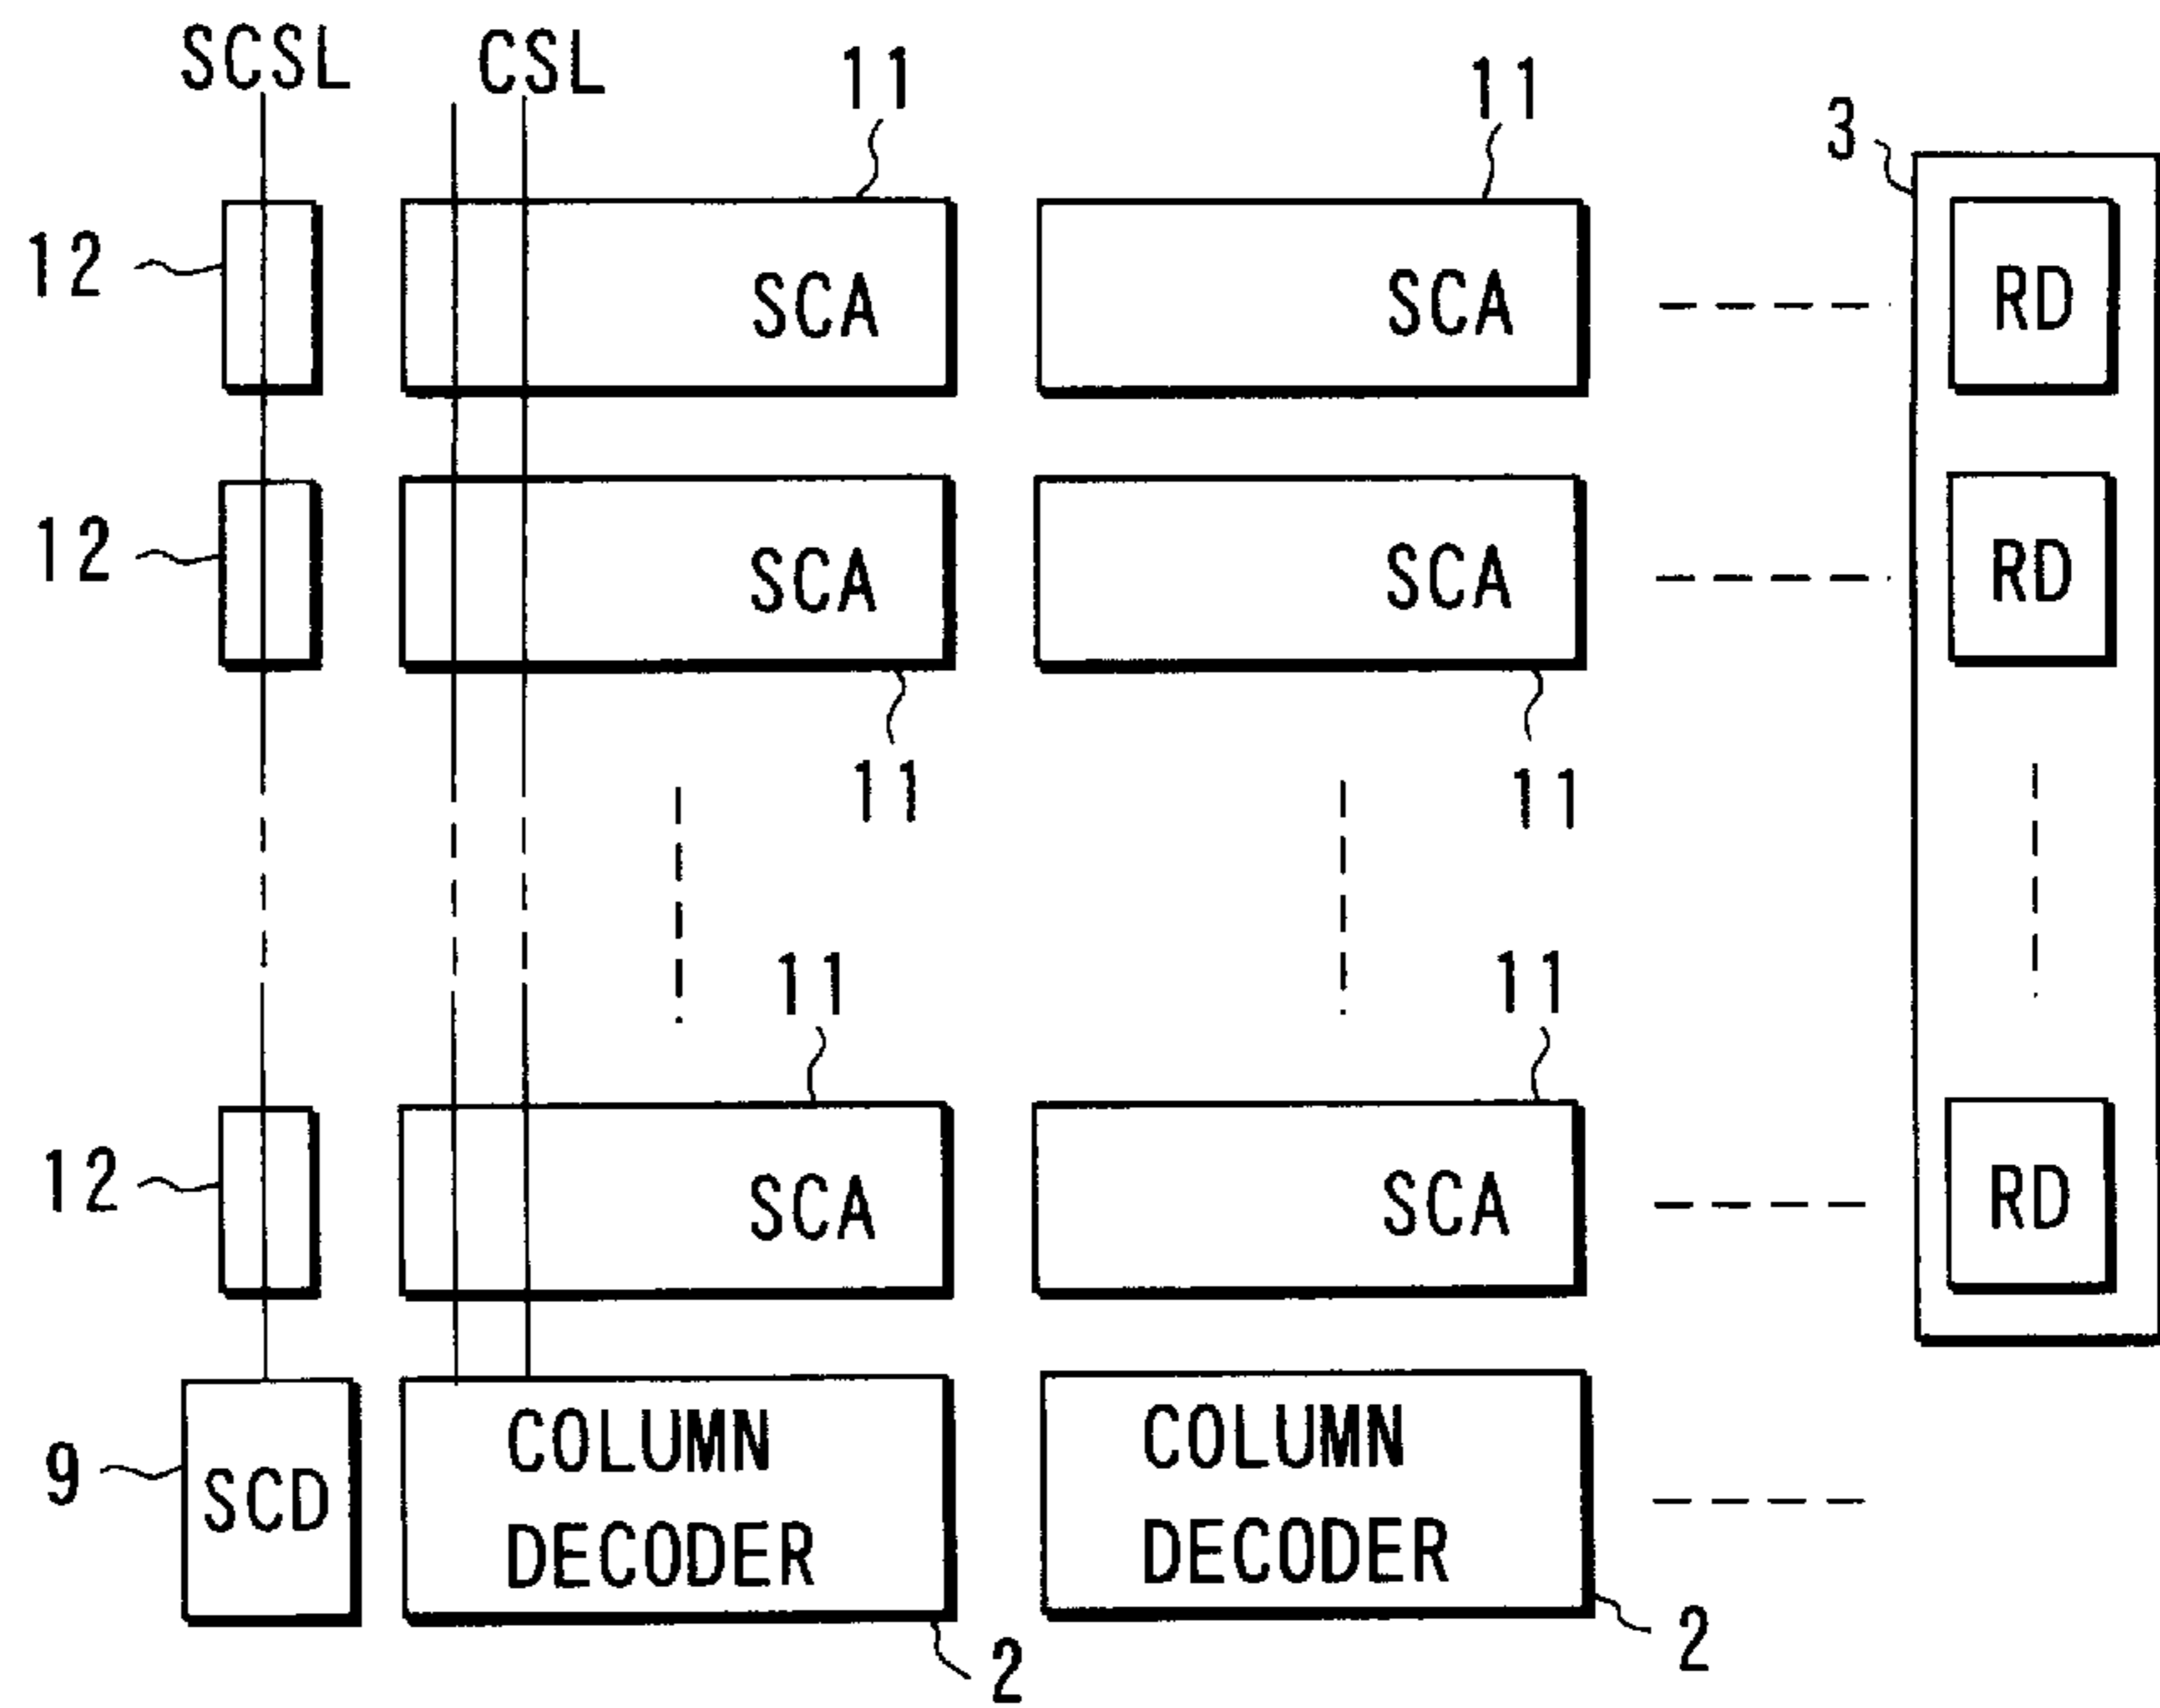 SCSL CSL 11 11
3
12 SCA SCA RD
12 SCA SCA RD
11 11
11 11
12 SCA SCA RD
9 SCD COLUMN DECODER COLUMN DECODER
2 2